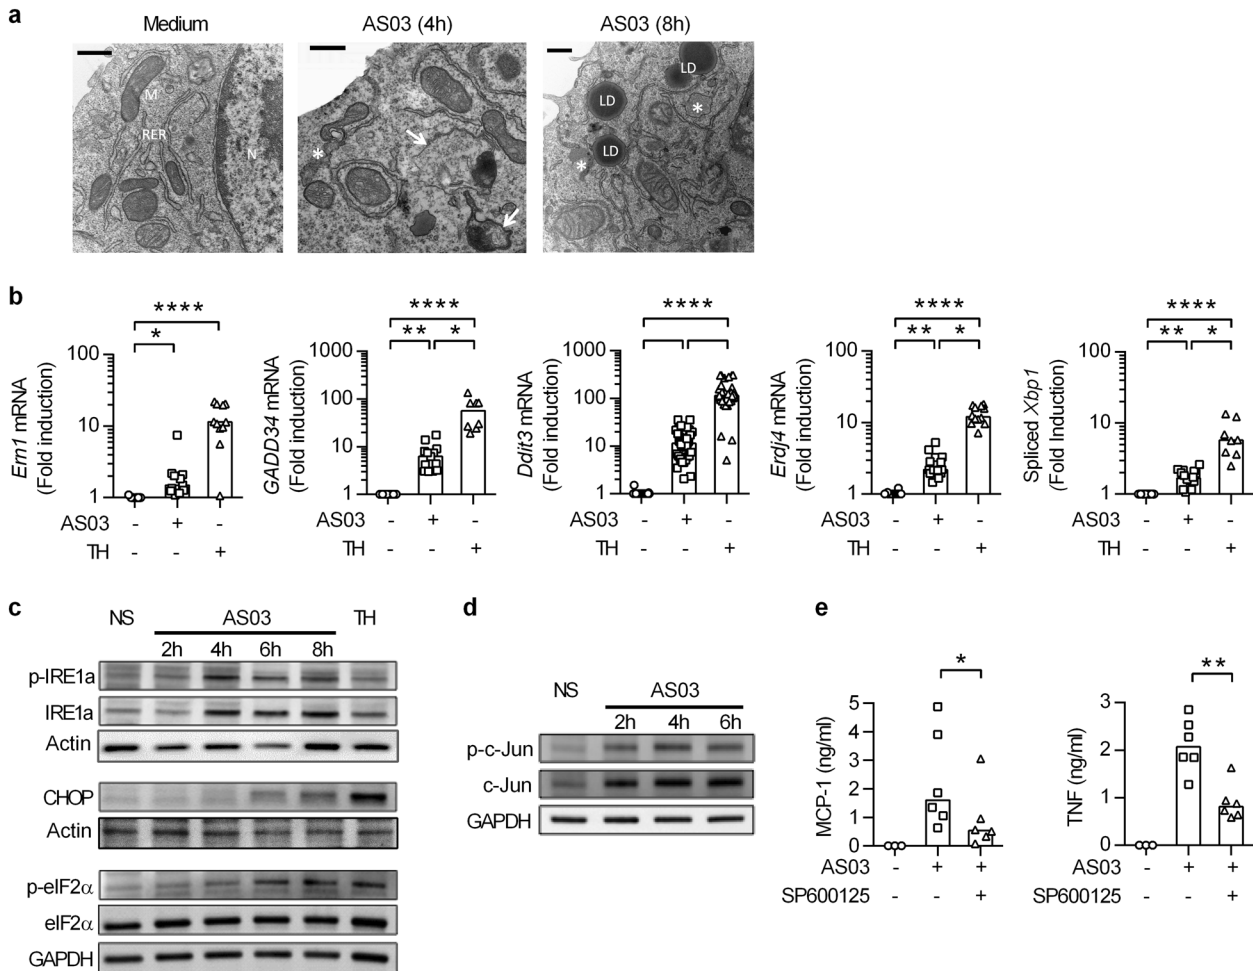 a
Medium
AS03 (4h)
AS03 (8h)
M
RER
N
*
LD
LD
LD
*
*
b
**** * Ern1 mRNA (Fold induction) 100 10 1
**** ** * GADD34 mRNA (Fold induction) 1000 100 10 1
**** Ddit3 mRNA (Fold induction) 1000 100 10 1
**** ** * Erdj4 mRNA (Fold induction) 100 10 1
**** ** * Spliced Xbp1 (Fold Induction) 100 10 1
AS03 - + - AS03 - + - AS03 - + - AS03 - + - AS03 - + -
TH - - + TH - - + TH - - + TH - - + TH - - +
c
NS AS03 TH
2h 4h 6h 8h
p-IRE1a
IRE1a
Actin
CHOP
Actin
p-eIF2α
eIF2α
GAPDH
d
NS AS03
2h 4h 6h
p-c-Jun
c-Jun
GAPDH
e
*
MCP-1 (ng/ml)
5
4
3
2
1
0
AS03 - + +
SP600125 - - +
**
TNF (ng/ml)
3
2
1
0
AS03 - + +
SP600125 - - +